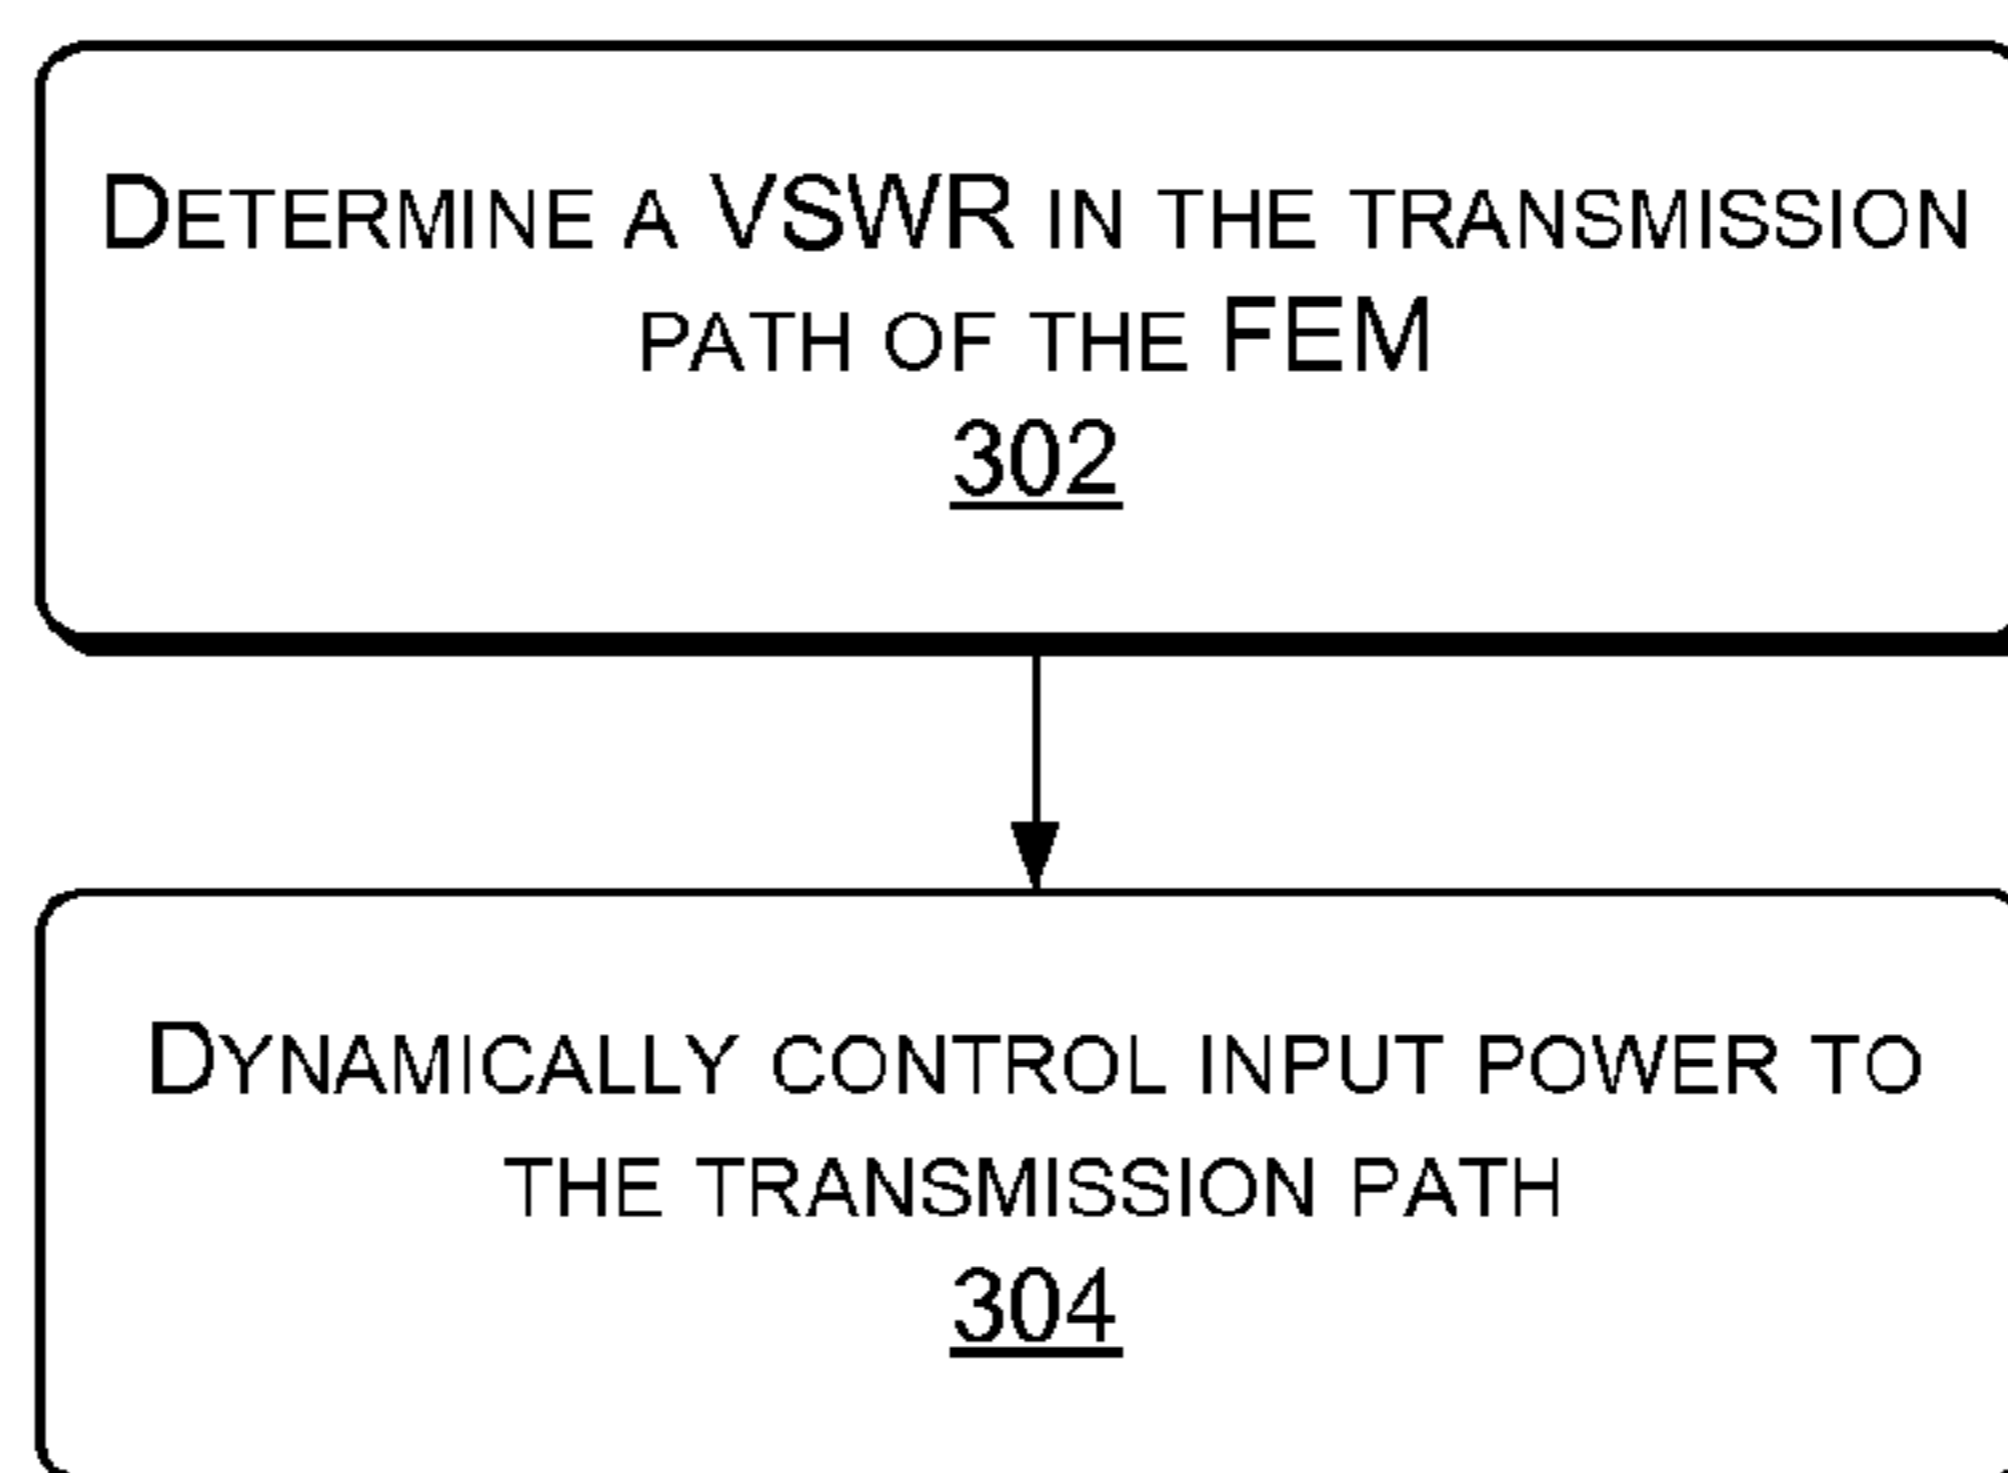 DETERMINE A VSWR IN THE TRANSMISSION
PATH OF THE FEM
302
DYNAMICALLY CONTROL INPUT POWER TO
THE TRANSMISSION PATH
304